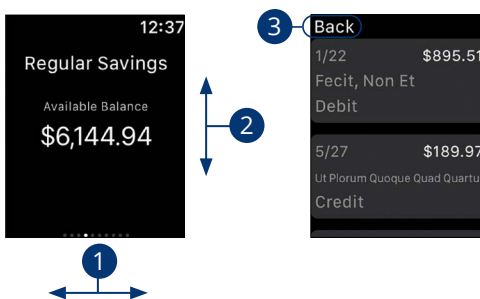 12:37
Regular Savings
Available Balance
$6,144.94
1
2
3
Back
1/22 $895.51
Fecit, Non Et
Debit
5/27 $189.97
Ut Plorum Quoque Quad Quartu
Credit